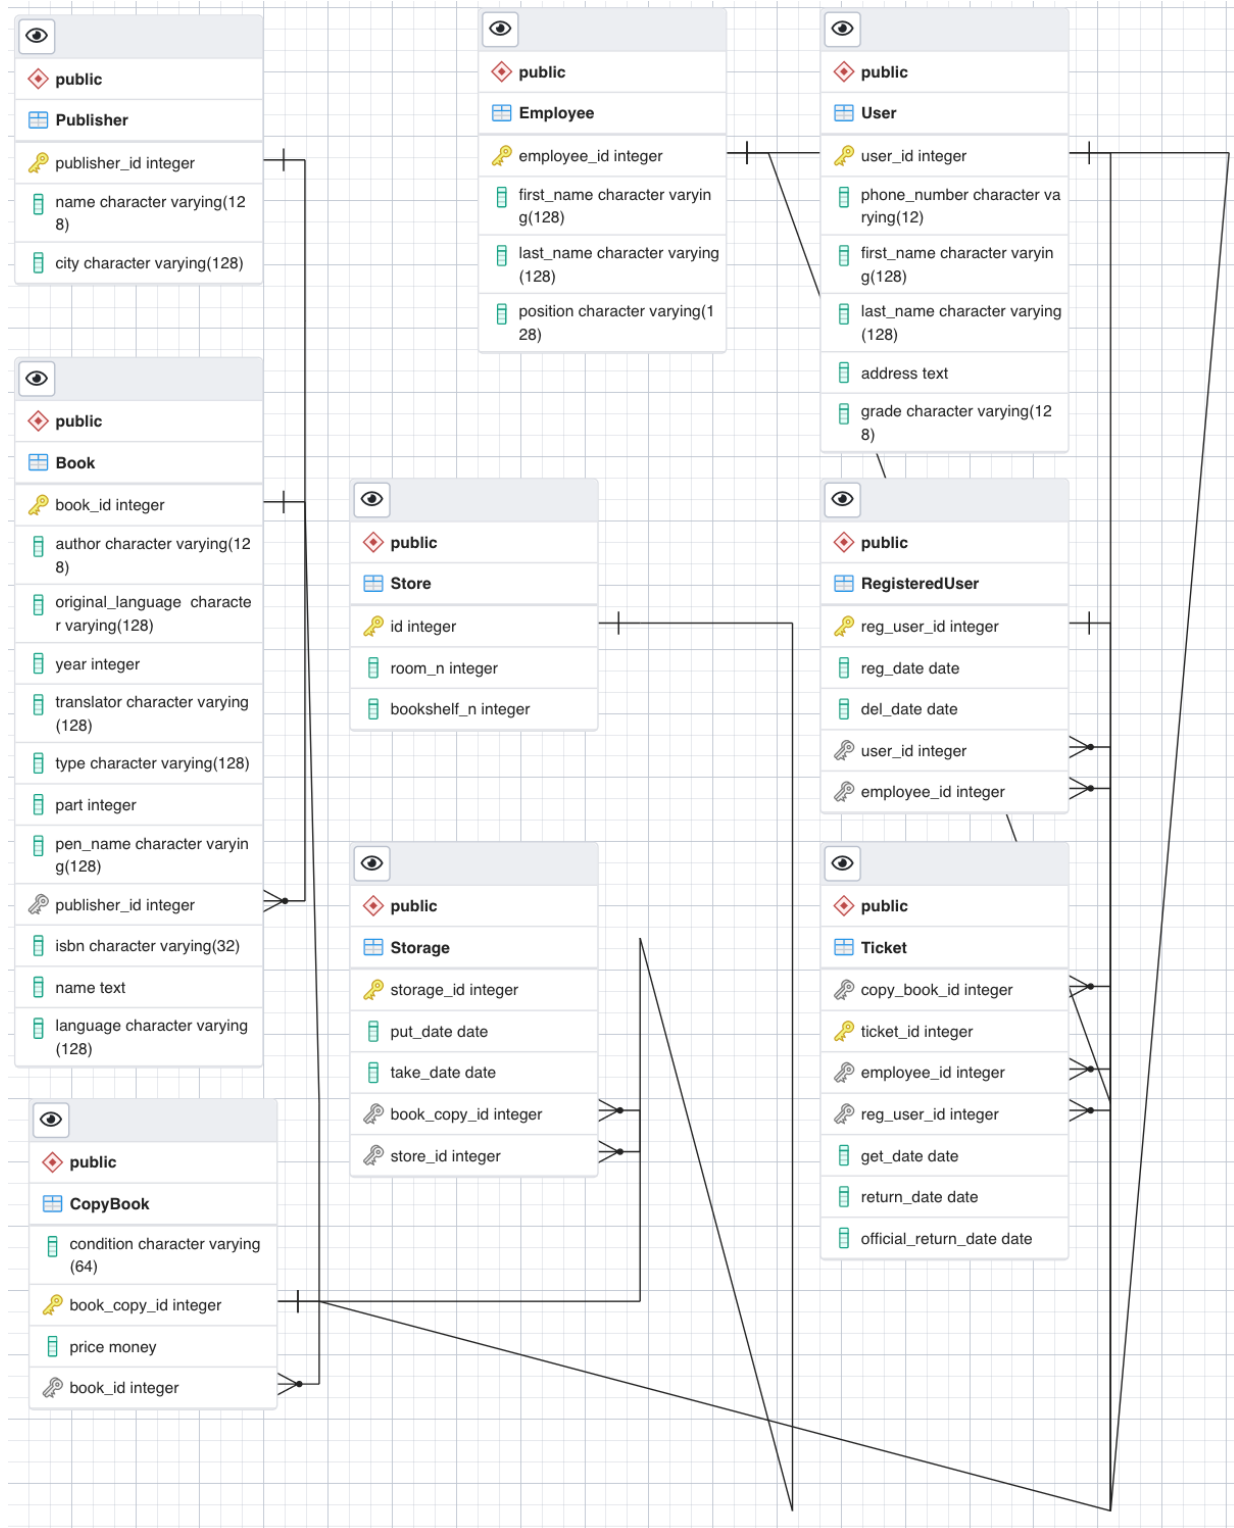 public
Publisher
publisher_id integer
name character varying(12
8)
city character varying(128)
public
Employee
employee_id integer
first_name character varyin
g(128)
last_name character varying
(128)
position character varying(1
28)
public
User
user_id integer
phone_number character va
rying(12)
first_name character varyin
g(128)
last_name character varying
(128)
address text
grade character varying(12
8)
public
Book
book_id integer
author character varying(12
8)
original_language characte
r varying(128)
year integer
translator character varying
(128)
type character varying(128)
part integer
pen_name character varyin
g(128)
publisher_id integer
isbn character varying(32)
name text
language character varying
(128)
public
Store
id integer
room_n integer
bookshelf_n integer
public
RegisteredUser
reg_user_id integer
reg_date date
del_date date
user_id integer
employee_id integer
public
Storage
storage_id integer
put_date date
take_date date
book_copy_id integer
store_id integer
public
Ticket
copy_book_id integer
ticket_id integer
employee_id integer
reg_user_id integer
get_date date
return_date date
official_return_date date
public
CopyBook
condition character varying
(64)
book_copy_id integer
price money
book_id integer